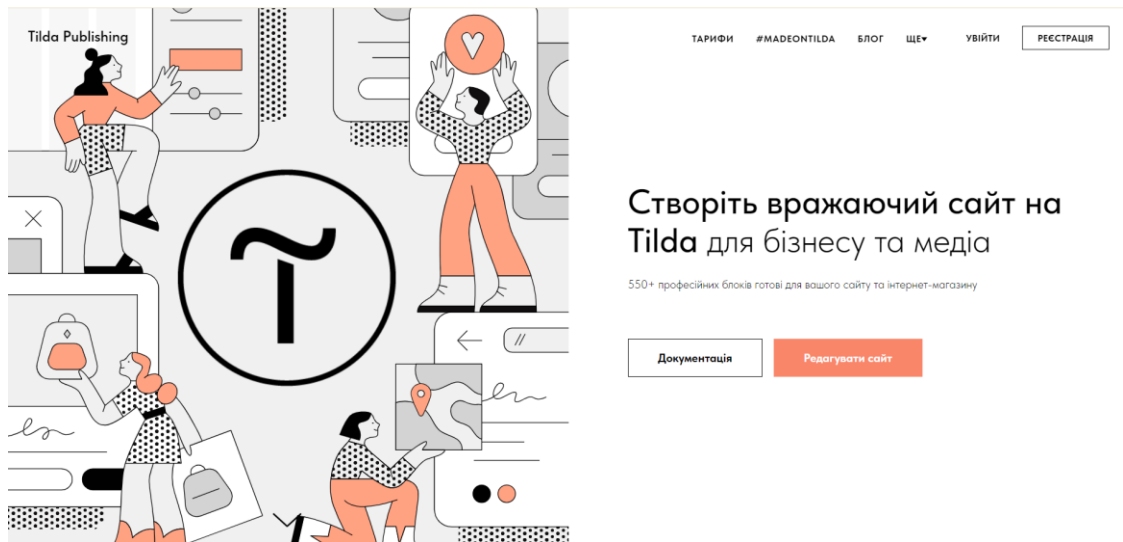 Tilda Publishing
ТАРИФИ #MADEONTILDA БЛОГ ЩЕ▾ УВІЙТИ РЕЄСТРАЦІЯ
Створіть вражаючий сайт на
Tilda для бізнесу та медіа
550+ професійних блоків готові для вашого сайту та інтернет-магазину
Документація Редагувати сайт